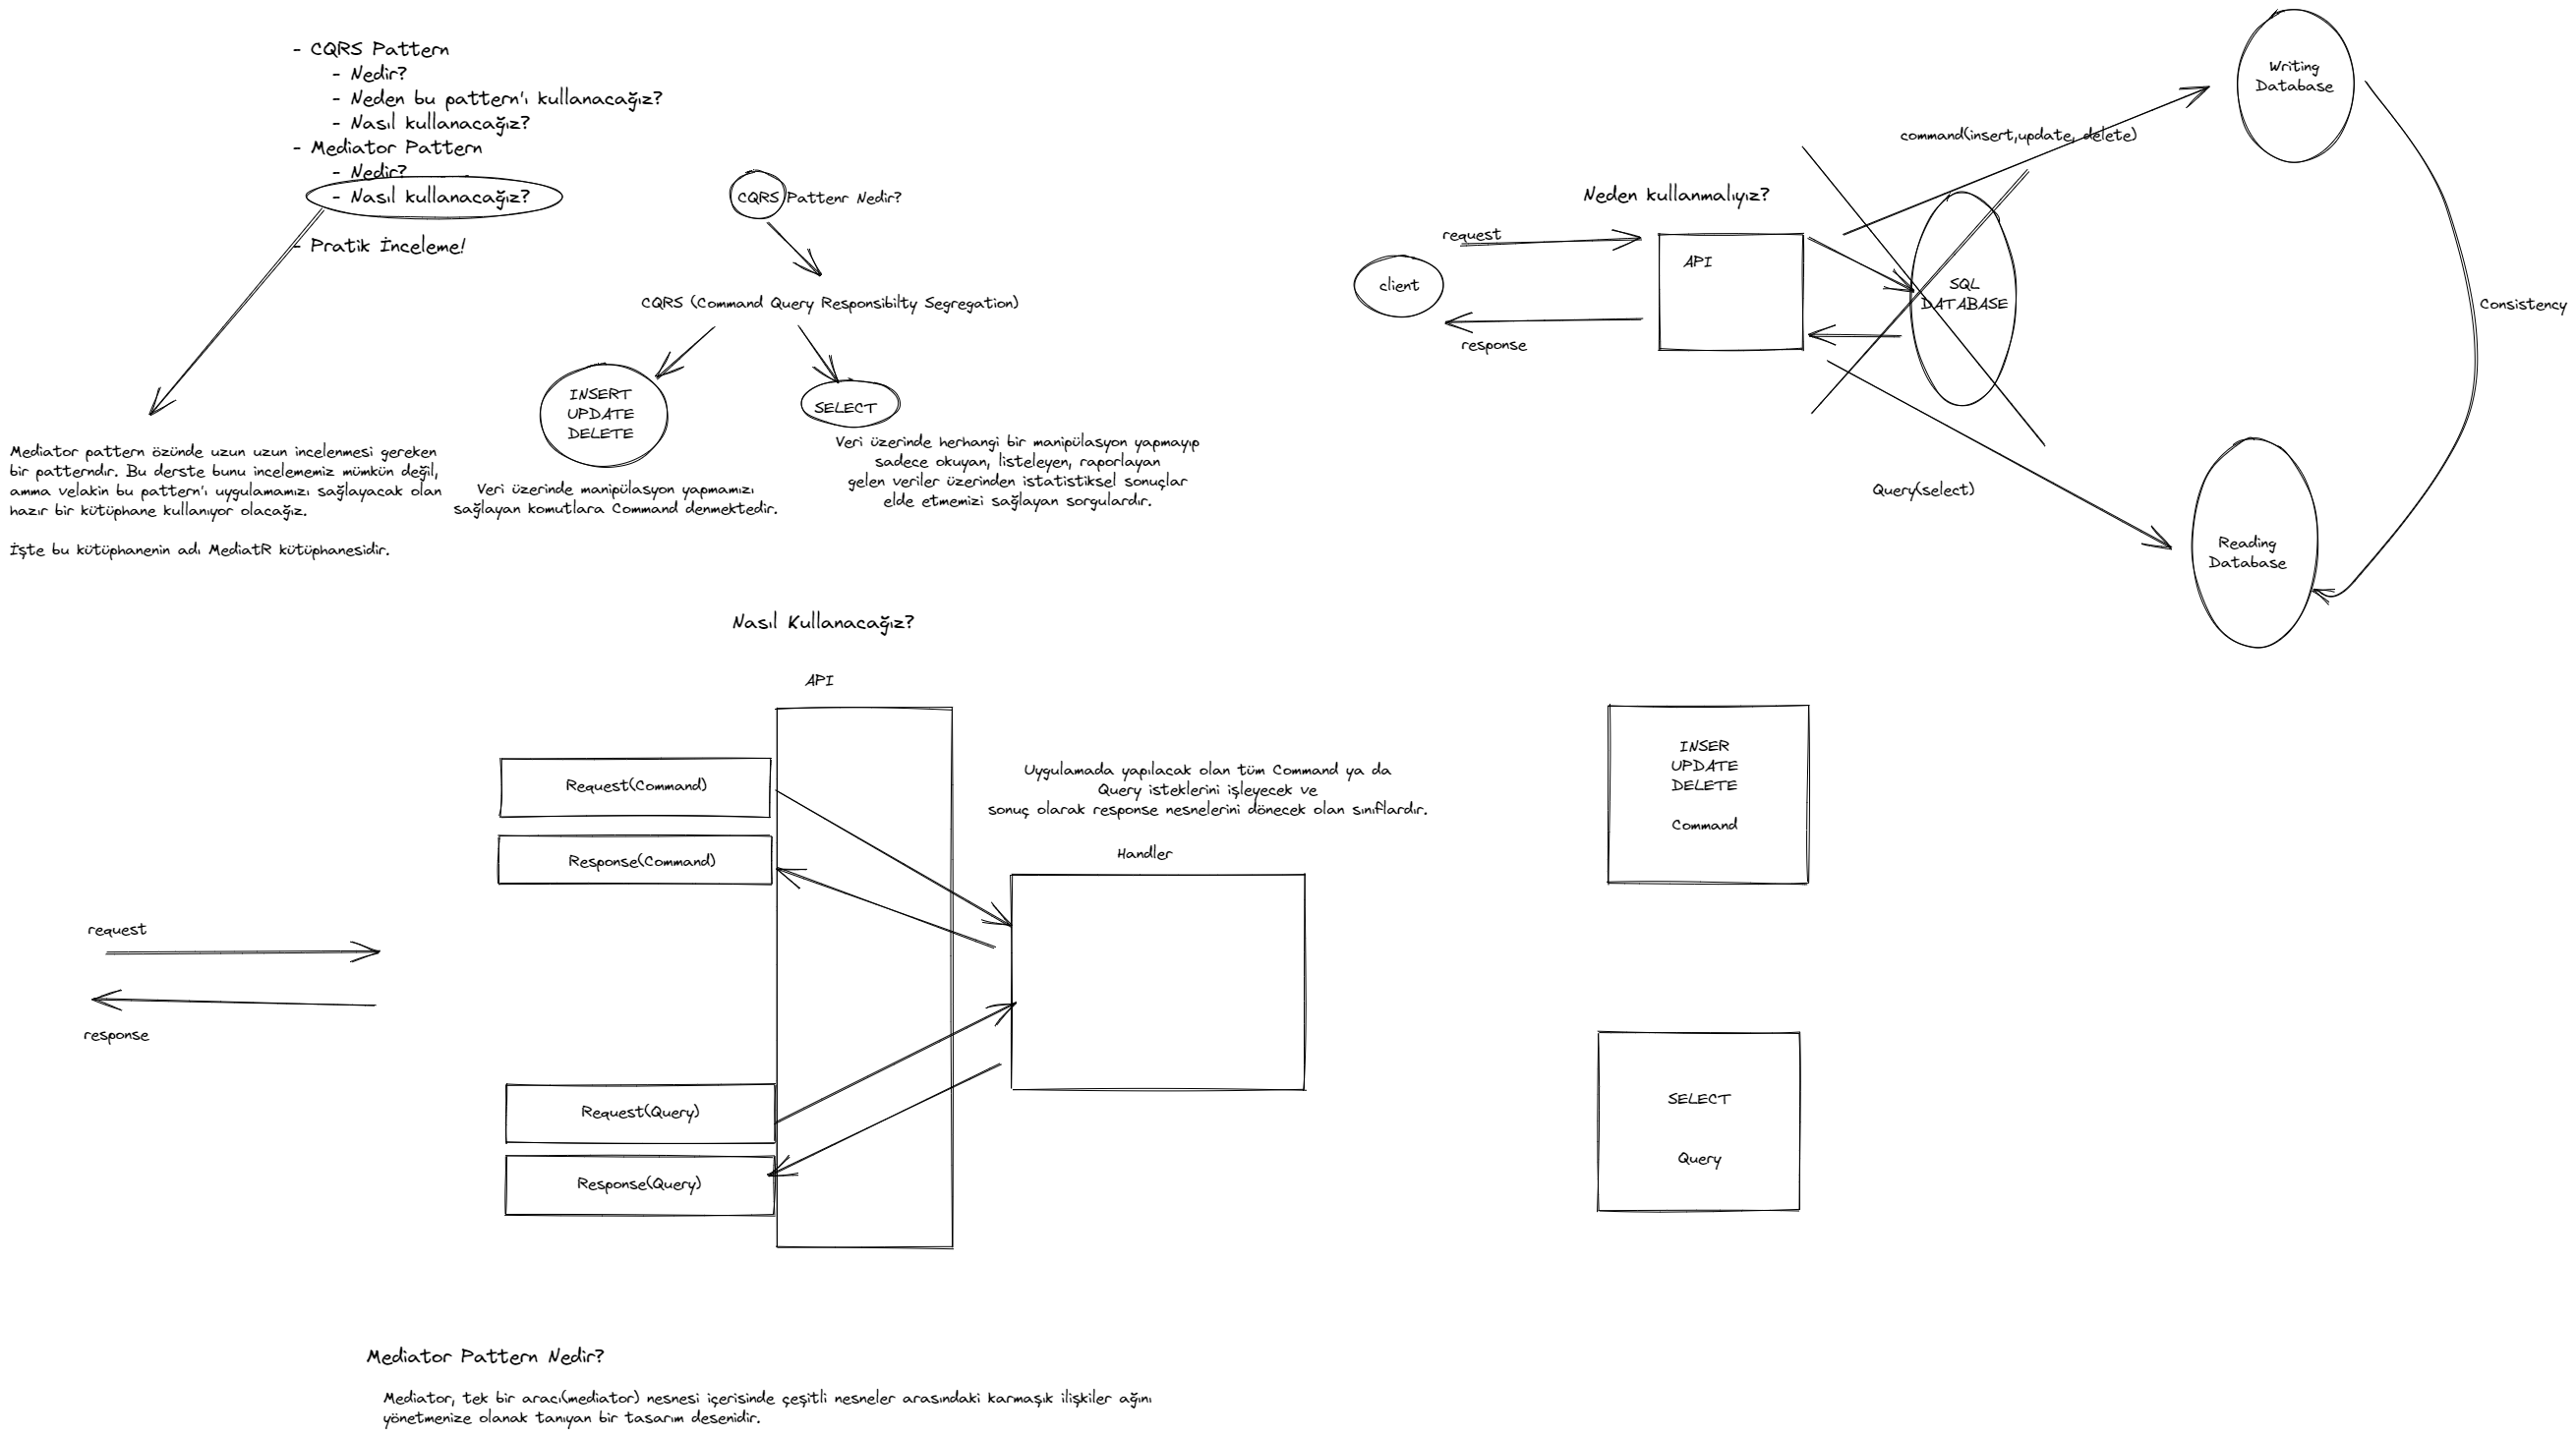 - CQRS Pattern
- Nedir?
- Neden bu pattern'ı kullanacağız?
- Nasıl kullanacağız?
- Mediator Pattern
- Nedir?
- Nasıl kullanacağız?
- Pratik İnceleme!
Mediator pattern özünde uzun uzun incelenmesi gereken
bir patterndır. Bu derste bunu incelememiz mümkün değil,
amma velakin bu pattern'ı uygulamamızı sağlayacak olan
hazır bir kütüphane kullanıyor olacağız.
İşte bu kütüphanenin adı MediatR kütüphanesidir.
CQRS Pattenr Nedir?
CQRS (Command Query Responsibilty Segregation)
INSERT
UPDATE
DELETE
Veri üzerinde manipülasyon yapmamızı
sağlayan komutlara Command denmektedir.
SELECT
Veri üzerinde herhangi bir manipülasyon yapmayıp
sadece okuyan, listeleyen, raporlayan
gelen veriler üzerinden istatistiksel sonuçlar
elde etmemizi sağlayan sorgulardır.
Neden kullanmalıyız?
client
request
response
API
SQL
DATABASE
command(insert,update, delete)
Writing
Database
Consistency
Query(select)
Reading
Database
Nasıl Kullanacağız?
API
request
response
Request(Command)
Response(Command)
Request(Query)
Response(Query)
Uygulamada yapılacak olan tüm Command ya da
Query isteklerini işleyecek ve
sonuç olarak response nesnelerini dönecek olan sınıflardır.
Handler
INSER
UPDATE
DELETE
Command
SELECT
Query
Mediator Pattern Nedir?
Mediator, tek bir aracı(mediator) nesnesi içerisinde çeşitli nesneler arasındaki karmaşık ilişkiler ağını
yönetmenize olanak tanıyan bir tasarım desenidir.